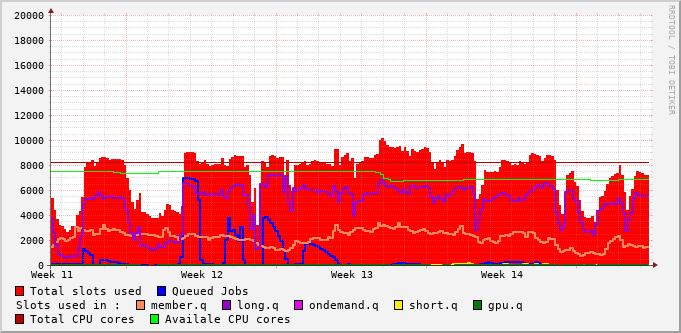 20000
18000
16000
14000
12000
10000
8000
6000
4000
2000
0
Week 11 Week 12 Week 13 Week 14
Total slots used Queued Jobs
Slots used in : member.q long.q ondemand.q short.q gpu.q
Total CPU cores Availale CPU cores
RRDTOOL / TOBI OETIKER